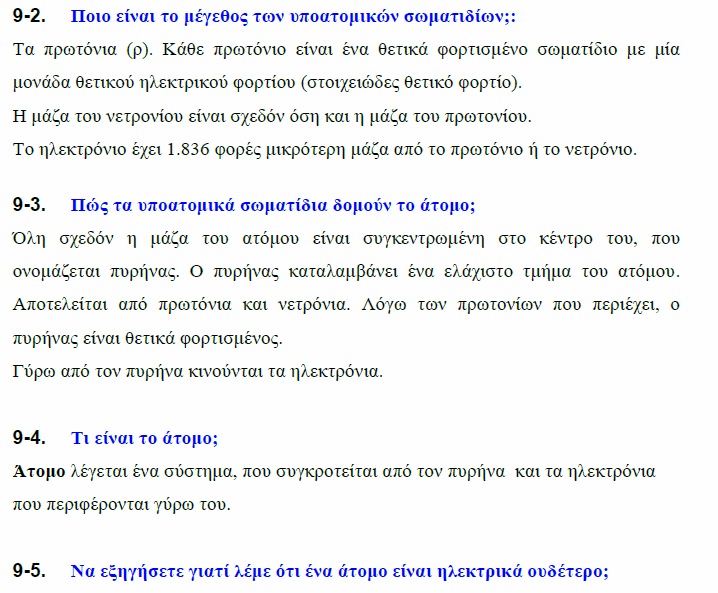 9-2. Ποιο είναι το μέγεθος των υποατομικών σωματιδίων;:
Τα πρωτόνια (ρ). Κάθε πρωτόνιο είναι ένα θετικά φορτισμένο σωματίδιο με μία
μονάδα θετικού ηλεκτρικού φορτίου (στοιχειώδες θετικό φορτίο).
Η μάζα του νετρονίου είναι σχεδόν όση και η μάζα του πρωτονίου.
Το ηλεκτρόνιο έχει 1.836 φορές μικρότερη μάζα από το πρωτόνιο ή το νετρόνιο.
9-3. Πώς τα υποατομικά σωματίδια δομούν το άτομο;
Όλη σχεδόν η μάζα του ατόμου είναι συγκεντρωμένη στο κέντρο του, που
ονομάζεται πυρήνας. Ο πυρήνας καταλαμβάνει ένα ελάχιστο τμήμα του ατόμου.
Αποτελείται από πρωτόνια και νετρόνια. Λόγω των πρωτονίων που περιέχει, ο
πυρήνας είναι θετικά φορτισμένος.
Γύρω από τον πυρήνα κινούνται τα ηλεκτρόνια.
9-4. Τι είναι το άτομο;
Άτομο λέγεται ένα σύστημα, που συγκροτείται από τον πυρήνα και τα ηλεκτρόνια
που περιφέρονται γύρω του.
9-5. Να εξηγήσετε γιατί λέμε ότι ένα άτομο είναι ηλεκτρικά ουδέτερο;